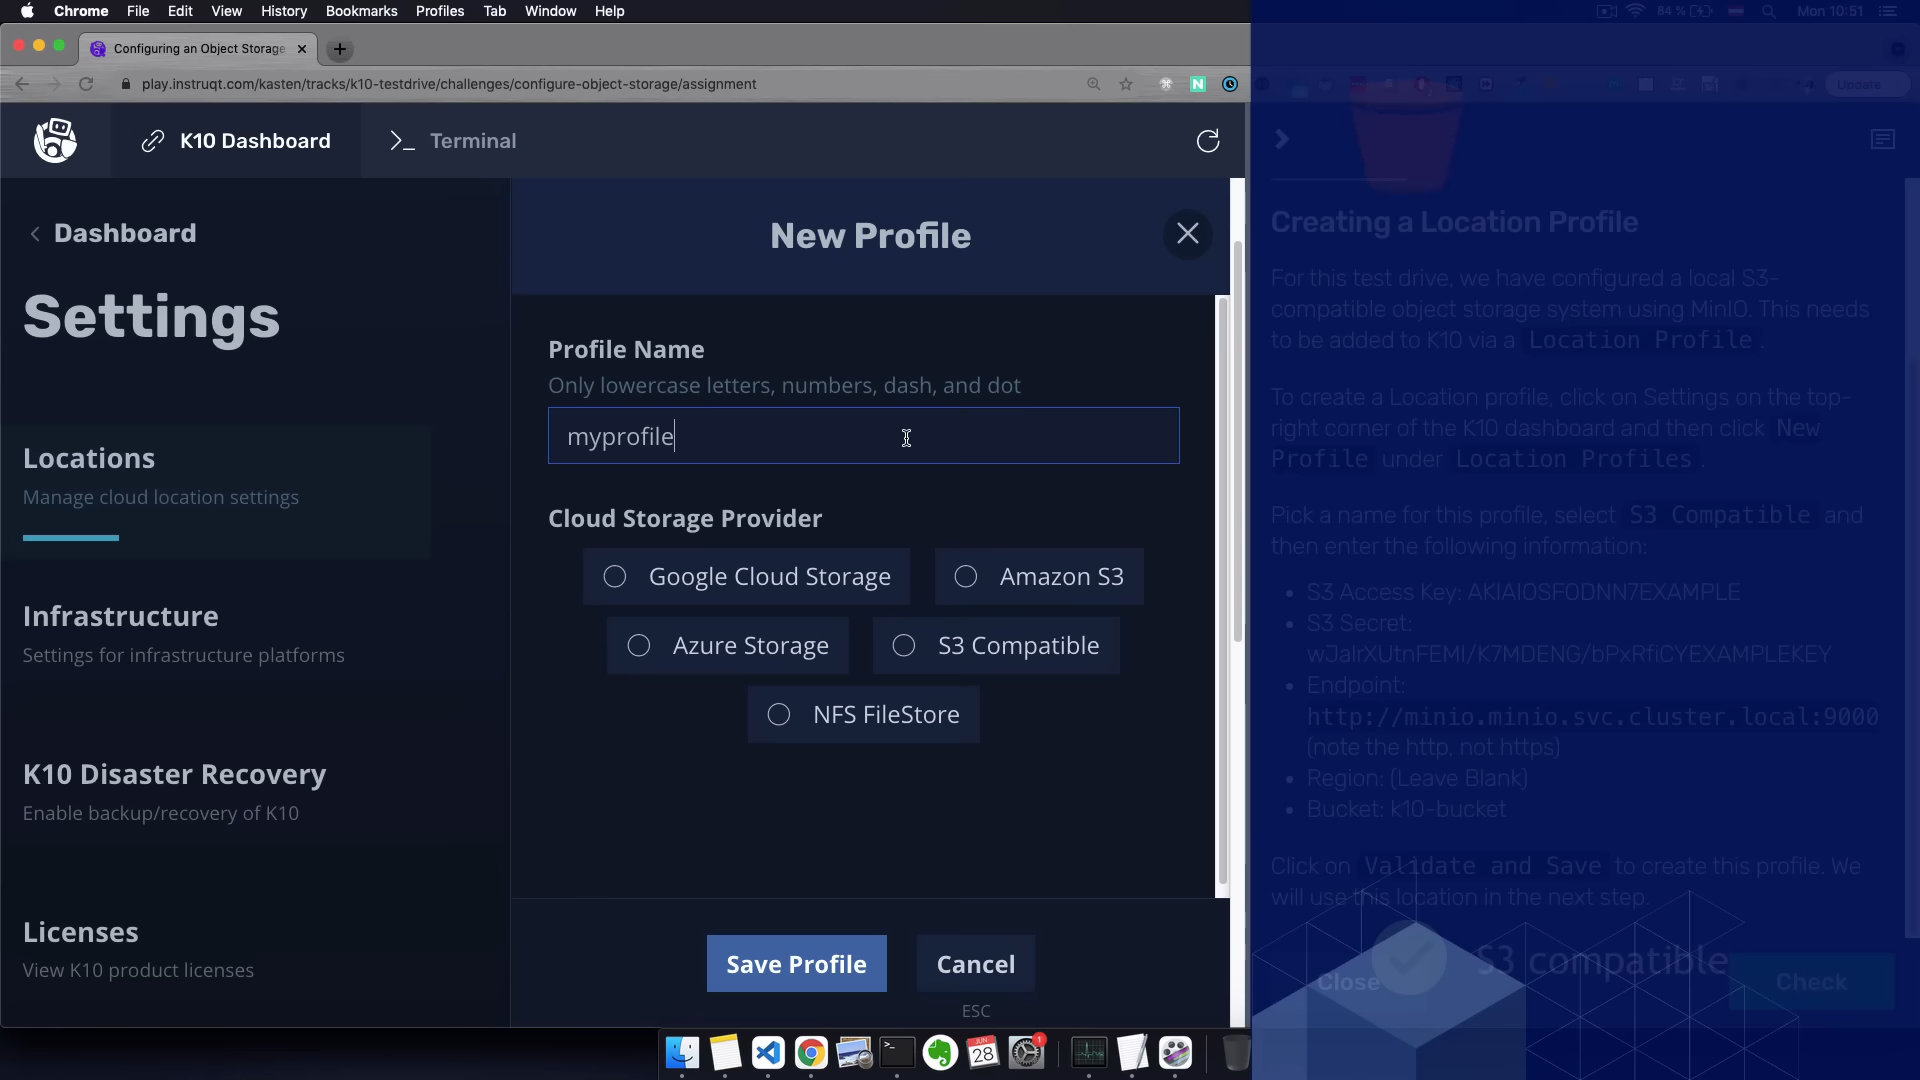 Chrome File Edit View History Bookmarks Profiles Tab Window Help
84 % Mon 10:51
Configuring an Object Storage
play.instruqt.com/kasten/tracks/k10-testdrive/challenges/configure-object-storage/assignment
Update
K10 Dashboard
>_ Terminal
Dashboard
Settings
Locations
Manage cloud location settings
Infrastructure
Settings for infrastructure platforms
K10 Disaster Recovery
Enable backup/recovery of K10
Licenses
View K10 product licenses
New Profile
Profile Name
Only lowercase letters, numbers, dash, and dot
myprofile
Cloud Storage Provider
Google Cloud Storage
Amazon S3
Azure Storage
S3 Compatible
NFS FileStore
Save Profile
Cancel
ESC
Creating a Location Profile
For this test drive, we have configured a local S3-
compatible object storage system using MinIO. This needs
to be added to K10 via a Location Profile .
To create a Location profile, click on Settings on the top-
right corner of the K10 dashboard and then click New
Profile under Location Profiles .
Pick a name for this profile, select S3 Compatible and
then enter the following information:
• S3 Access Key: AKIAIOSFODNN7EXAMPLE
• S3 Secret:
wJalrXUtnFEMI/K7MDENG/bPxRfiCYEXAMPLEKEY
• Endpoint:
http://minio.minio.svc.cluster.local:9000
(note the http, not https)
• Region: (Leave Blank)
• Bucket: k10-bucket
Click on Validate and Save to create this profile. We
will use this location in the next step.
S3 compatible
Close
Check
JUN
28
1